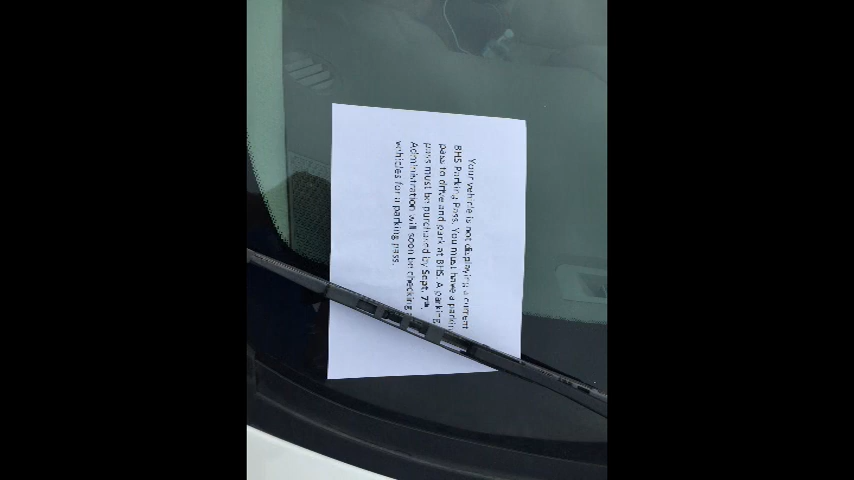 Your vehicle is not displaying a current
BHS Parking Pass. You must have a parkin
pass to drive and park at BHS. A parking
pass must be purchased by Sept. 7th.
Administration will soon be checking
vehicles for a parking pass.